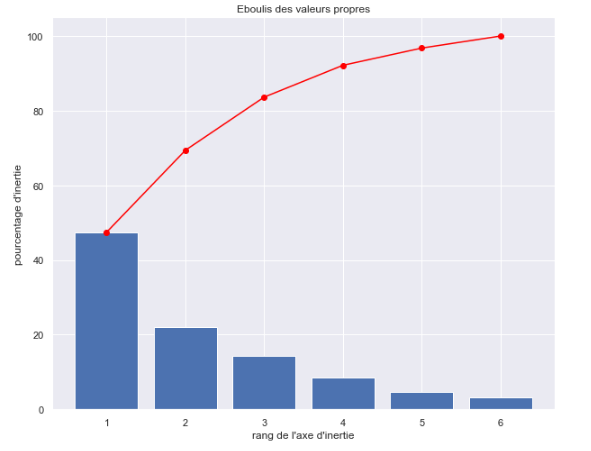 Eboulis des valeurs propres
100
80
60
40
20
0
pourcentage d'inertie
1 2 3 4 5 6
rang de l'axe d'inertie